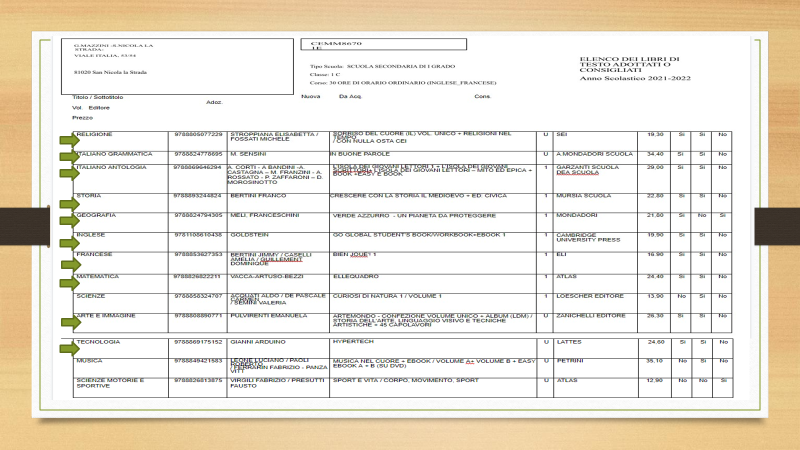 G.MAZZINI -S.NICOLA LA
STRADA-
VIALE ITALIA, 53/54
81020 San Nicola la Strada
CEMM8670
1E
Tipo Scuola: SCUOLA SECONDARIA DI I GRADO
Classe: 1 C
Corso: 30 ORE DI ORARIO ORDINARIO (INGLESE_FRANCESE)
ELENCO DEI LIBRI DI
TESTO ADOTTATI O
CONSIGLIATI
Anno Scolastico 2021-2022
Titolo / Sottotitolo
Adoz.
Nuova Da Acq. Cons.
Vol. Editore
Prezzo
RELIGIONE 9788805077229 STROPPIANA ELISABETTA / FOSSATI MICHELE SORRISO DEL CUORE (IL) VOL. UNICO + RELIGIONI NEL TEMPO / CON NULLA OSTA CEI U SEI 19,30 Si Si No
ITALIANO GRAMMATICA 9788824778695 M. SENSINI IN BUONE PAROLE U A.MONDADORI SCUOLA 34,40 Si Si No
ITALIANO ANTOLOGIA 9788869646294 A. CORTI - A BANDINI -A. CASTAGNA – M. FRANZINI - A. ROSSATO - P. ZAFFARONI – D. MOROSINOTTO L'ISOLA DEI GIOVANI LETTORI 1 + L'ISOLA DEI GIOVANI SCRITTORI+ L'ISOLA DEI GIOVANI LETTORI – MITO ED EPICA + BOOK +EASY E BOOK 1 GARZANTI SCUOLA DEA SCUOLA 29,00 Si Si No
STORIA 9788893244824 BERTINI FRANCO CRESCERE CON LA STORIA IL MEDIOEVO + ED. CIVICA 1 MURSIA SCUOLA 22.80 Si Si No
GEOGRAFIA 9788824794305 MELI. FRANCESCHINI VERDE AZZURRO - UN PIANETA DA PROTEGGERE 1 MONDADORI 21,80 Si No Si
INGLESE 9781108610438 GOLDSTEIN GO GLOBAL STUDENT'S BOOK/WORKBOOK+EBOOK 1 1 CAMBRIDGE UNIVERSITY PRESS 19.90 Si Si No
FRANCESE 9788853627353 BERTINI JIMMY / CASELLI AMELIA / GUILLEMENT DOMINIQUE BIEN JOUE'! 1 1 ELI 16.90 Si Si No
MATEMATICA 9788826822211 VACCA-ARTUSO-BEZZI ELLEQUADRO 1 ATLAS 24,40 Si Si No
SCIENZE 9788858324707 ACQUATI ALDO / DE PASCALE CARMEN / SEMINI VALERIA CURIOSI DI NATURA 1 / VOLUME 1 1 LOESCHER EDITORE 13,90 No Si No
ARTE E IMMAGINE 9788808890771 PULVIRENTI EMANUELA ARTEMONDO - CONFEZIONE VOLUME UNICO + ALBUM (LDM) / STORIA DELL'ARTE, LINGUAGGIO VISIVO E TECNICHE ARTISTICHE + 45 CAPOLAVORI U ZANICHELLI EDITORE 26,30 Si Si No
TECNOLOGIA 9788869175152 GIANNI ARDUINO HYPERTECH U LATTES 24.60 Si Si No
MUSICA 9788849421583 LEONE LUCIANO / PAOLI ROBERTO / FERRARIN FABRIZIO - PANZA VITT MUSICA NEL CUORE + EBOOK / VOLUME A+ VOLUME B + EASY EBOOK A + B (SU DVD) U PETRINI 35,10 No Si No
SCIENZE MOTORIE E SPORTIVE 9788826813875 VIRGILI FABRIZIO / PRESUTTI FAUSTO SPORT E VITA / CORPO, MOVIMENTO, SPORT U ATLAS 12.90 No No Si